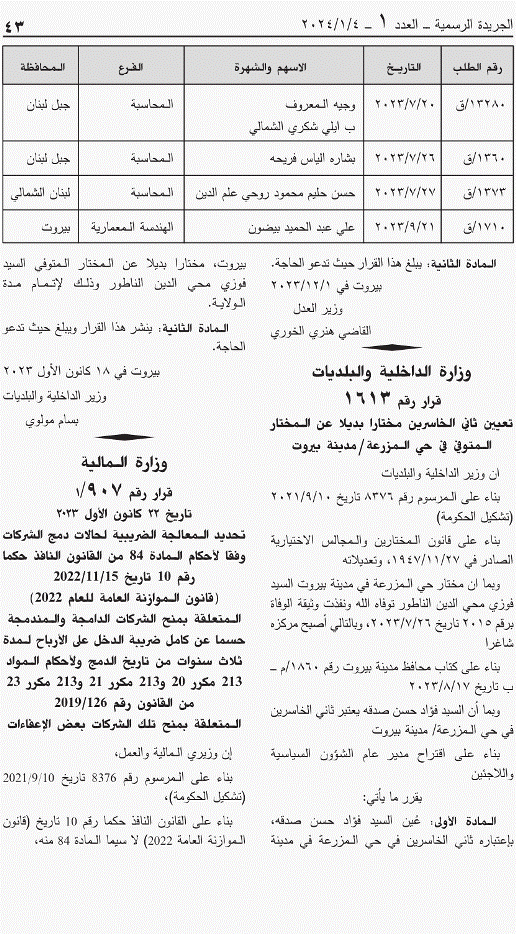 الجريدة الرسمية ـ العدد ١ ـ ٢٠٢٤/١/٤ ٤٣
رقم الطلب التاريخ الاسهم والشهرة الفرع المحافظة
١٣٢٨٠/ق ٢٠٢٣/٧/٢٠ وجيه المعروف المحاسبة جبل لبنان
ب ايلي شكري الشمالي
١٣٦٠/ق ٢٠٢٣/٧/٢٦ بشاره الياس فريحه المحاسبة جبل لبنان
١٣٧٣/ق ٢٠٢٣/٧/٢٧ حسن حليم محمود روحي علم الدين المحاسبة لبنان الشمالي
١٧١٠/ق ٢٠٢٣/٩/٢١ علي عبد الحميد بيضون الهندسة المعمارية بيروت
المادة الثانية: يبلغ هذا القرار حيث تدعو الحاجة.
بيروت في ٢٠٢٣/١٢/١
وزير العدل
القاضي هنري الخوري
وزارة الداخلية والبلديات
قرار رقم ١٦١٣
تعيين ثاني الخاسرين مختارا بديلا عن المختار
المتوفي في حي المزرعة/مدينة بيروت
ان وزير الداخلية والبلديات
بناء على المرسوم رقم ٨٣٧٦ تاريخ ٢٠٢١/٩/١٠
(تشكيل الحكومة)
بناء على قانون المختارين والمجالس الاختيارية
الصادر في ١٩٤٧/١١/٢٧، وتعديلاته
وبما ان مختار حي المزرعة في مدينة بيروت السيد
فوزي محي الدين الناطور توفاه الله ونفذت وثيقة الوفاة
برقم ٢٠١٥ تاريخ ٢٠٢٣/٧/٢٦، وبالتالي أصبح مركزه
شاغرا
بناء على كتاب محافظ مدينة بيروت رقم ١٨٦٠/م ـ
ب تاريخ ٢٠٢٣/٨/١٧
وبما أن السيد فؤاد حسن صدقه يعتبر ثاني الخاسرين
في حي المزرعة/ مدينة بيروت
بناء على اقتراح مدير عام الشؤون السياسية
واللاجئين
يقرر ما يأتي:
المادة الأولى: عُين السيد فؤاد حسن صدقه،
بإعتباره ثاني الخاسرين في حي المزرعة في مدينة
بيروت، مختارا بديلا عن المختار المتوفي السيد
فوزي محي الدين الناطور وذلك لإتمام مدة
الولاية.
المادة الثانية: ينشر هذا القرار ويبلغ حيث تدعو
الحاجة.
بيروت في ١٨ كانون الأول ٢٠٢٣
وزير الداخلية والبلديات
بسام مولوي
وزارة المالية
قرار رقم ٩٠٧/١
تاريخ ٢٢ كانون الأول ٢٠٢٣
تحديد المعالجة الضريبية لحالات دمج الشركات
وفقا لأحكام المادة 84 من القانون النافذ حكما
رقم 10 تاريخ 2022/11/15
(قانون الموازنة العامة للعام 2022)
المتعلقة بمنح الشركات الدامجة والمندمجة
حسما عن كامل ضريبة الدخل على الأرباح لمدة
ثلاث سنوات من تاريخ الدمج ولأحكام المواد
213 مكرر 20 و213 مكرر 21 و213 مكرر 23
من القانون رقم 2019/126
المتعلقة بمنح تلك الشركات بعض الإعفاءات
إن وزيري المالية والعمل،
بناء على المرسوم رقم 8376 تاريخ 2021/9/10
(تشكيل الحكومة)،
بناء على القانون النافذ حكما رقم 10 تاريخ (قانون
الموازنة العامة 2022) لا سيما المادة 84 منه،